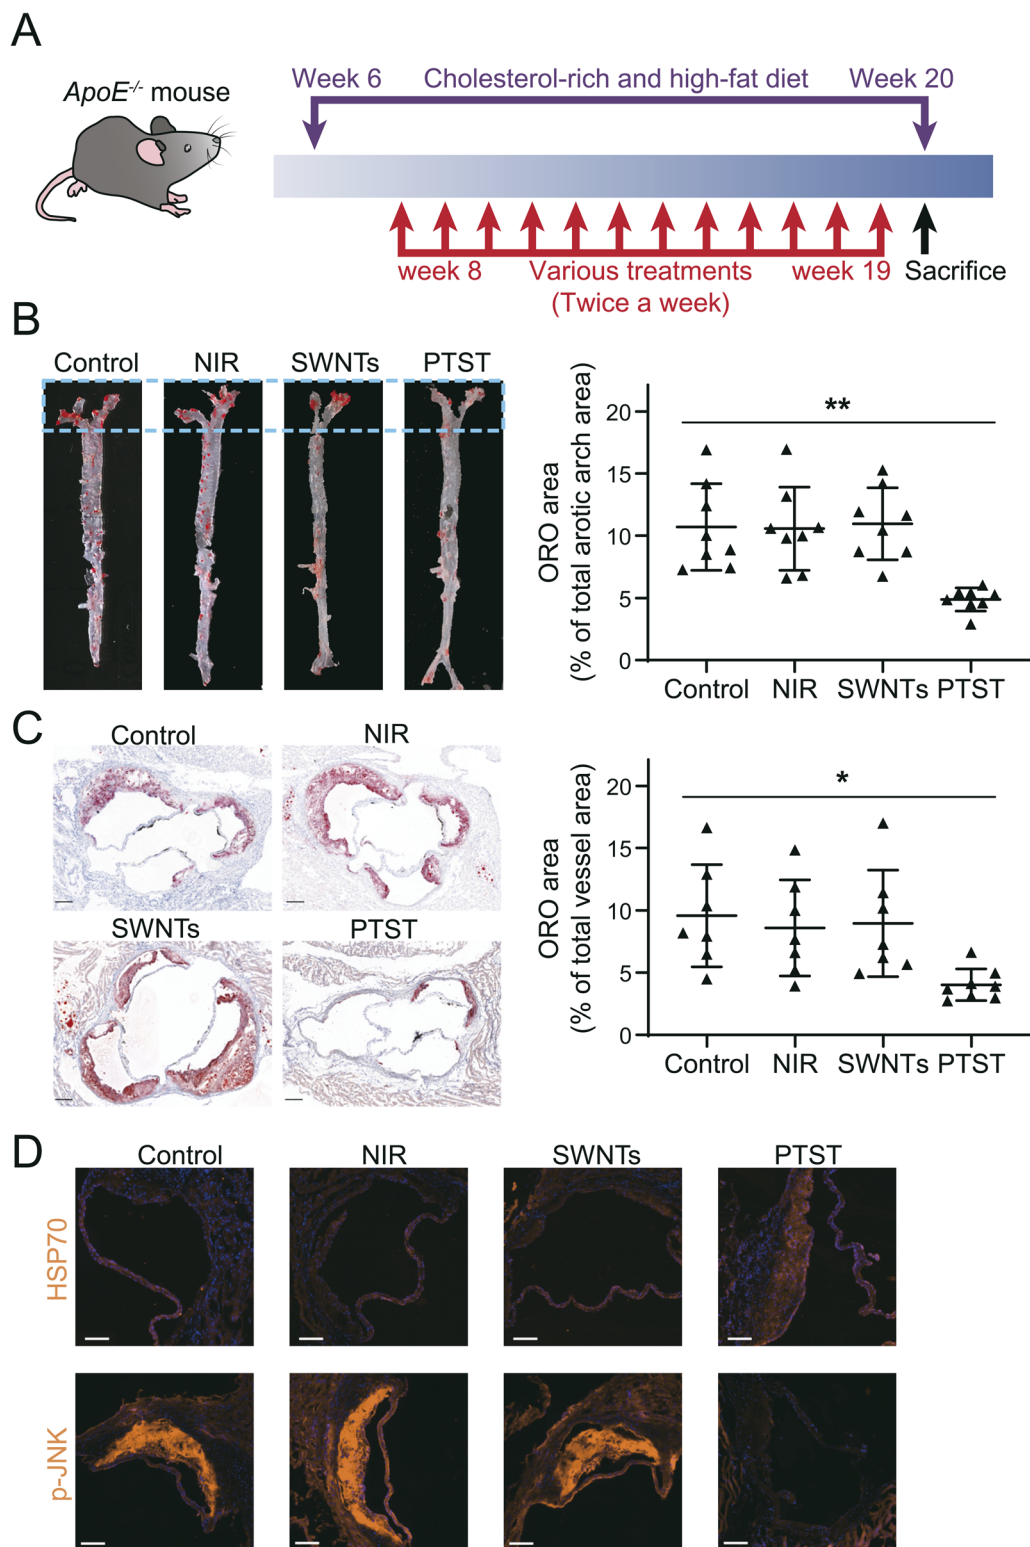 A
ApoE-/- mouse
Week 6 Cholesterol-rich and high-fat diet Week 20
week 8 Various treatments week 19 Sacrifice
(Twice a week)
B
Control NIR SWNTs PTST
ORO area
(% of total arotic arch area)
20
15
10
5
0
**
Control NIR SWNTs PTST
C
Control NIR
SWNTs PTST
ORO area
(% of total vessel area)
20
15
10
5
0
*
Control NIR SWNTs PTST
D
Control NIR SWNTs PTST
HSP70
p-JNK